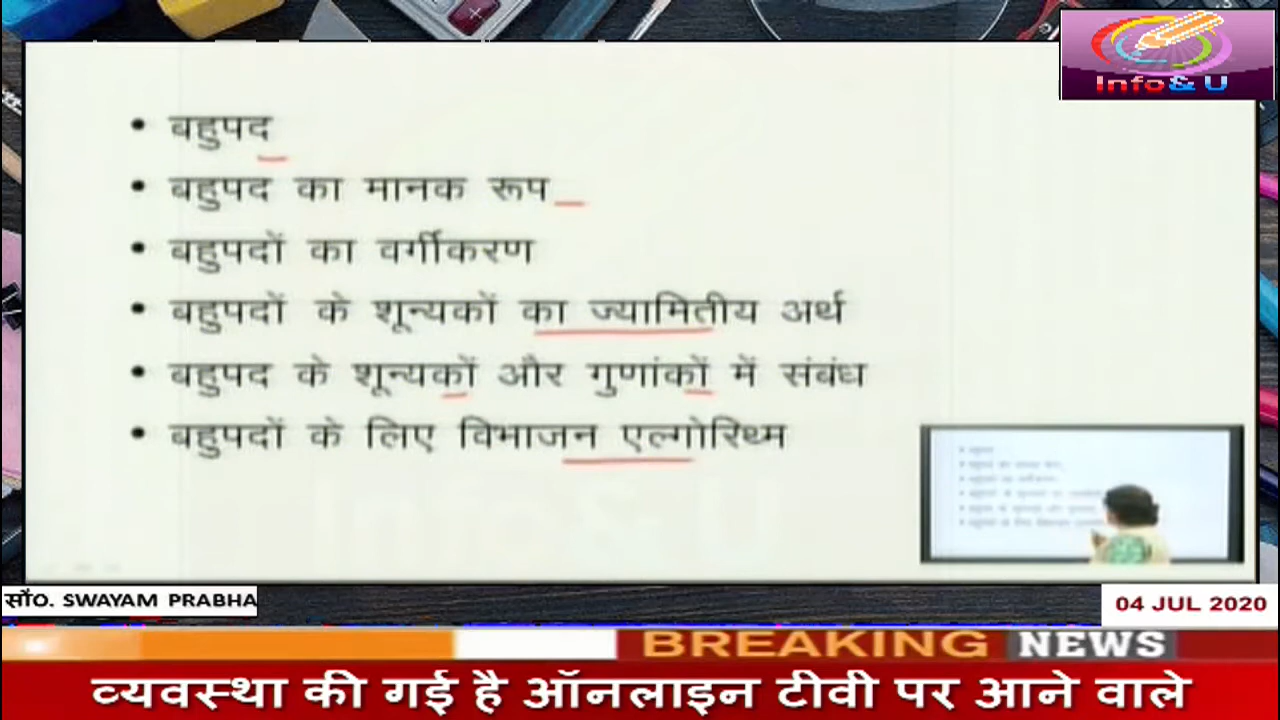 Info& U
• बहुपद
• बहुपद का मानक रूप
• बहुपदों का वर्गीकरण
• बहुपदों के शून्यकों का ज्यामितीय अर्थ
• बहुपद के शून्यकों और गुणांकों में संबंध
• बहुपदों के लिए विभाजन एल्गोरिथ्म
सौं०. SWAYAM PRABHA
04 JUL 2020
BREAKING NEWS
व्यवस्था की गई है ऑनलाइन टीवी पर आने वाले